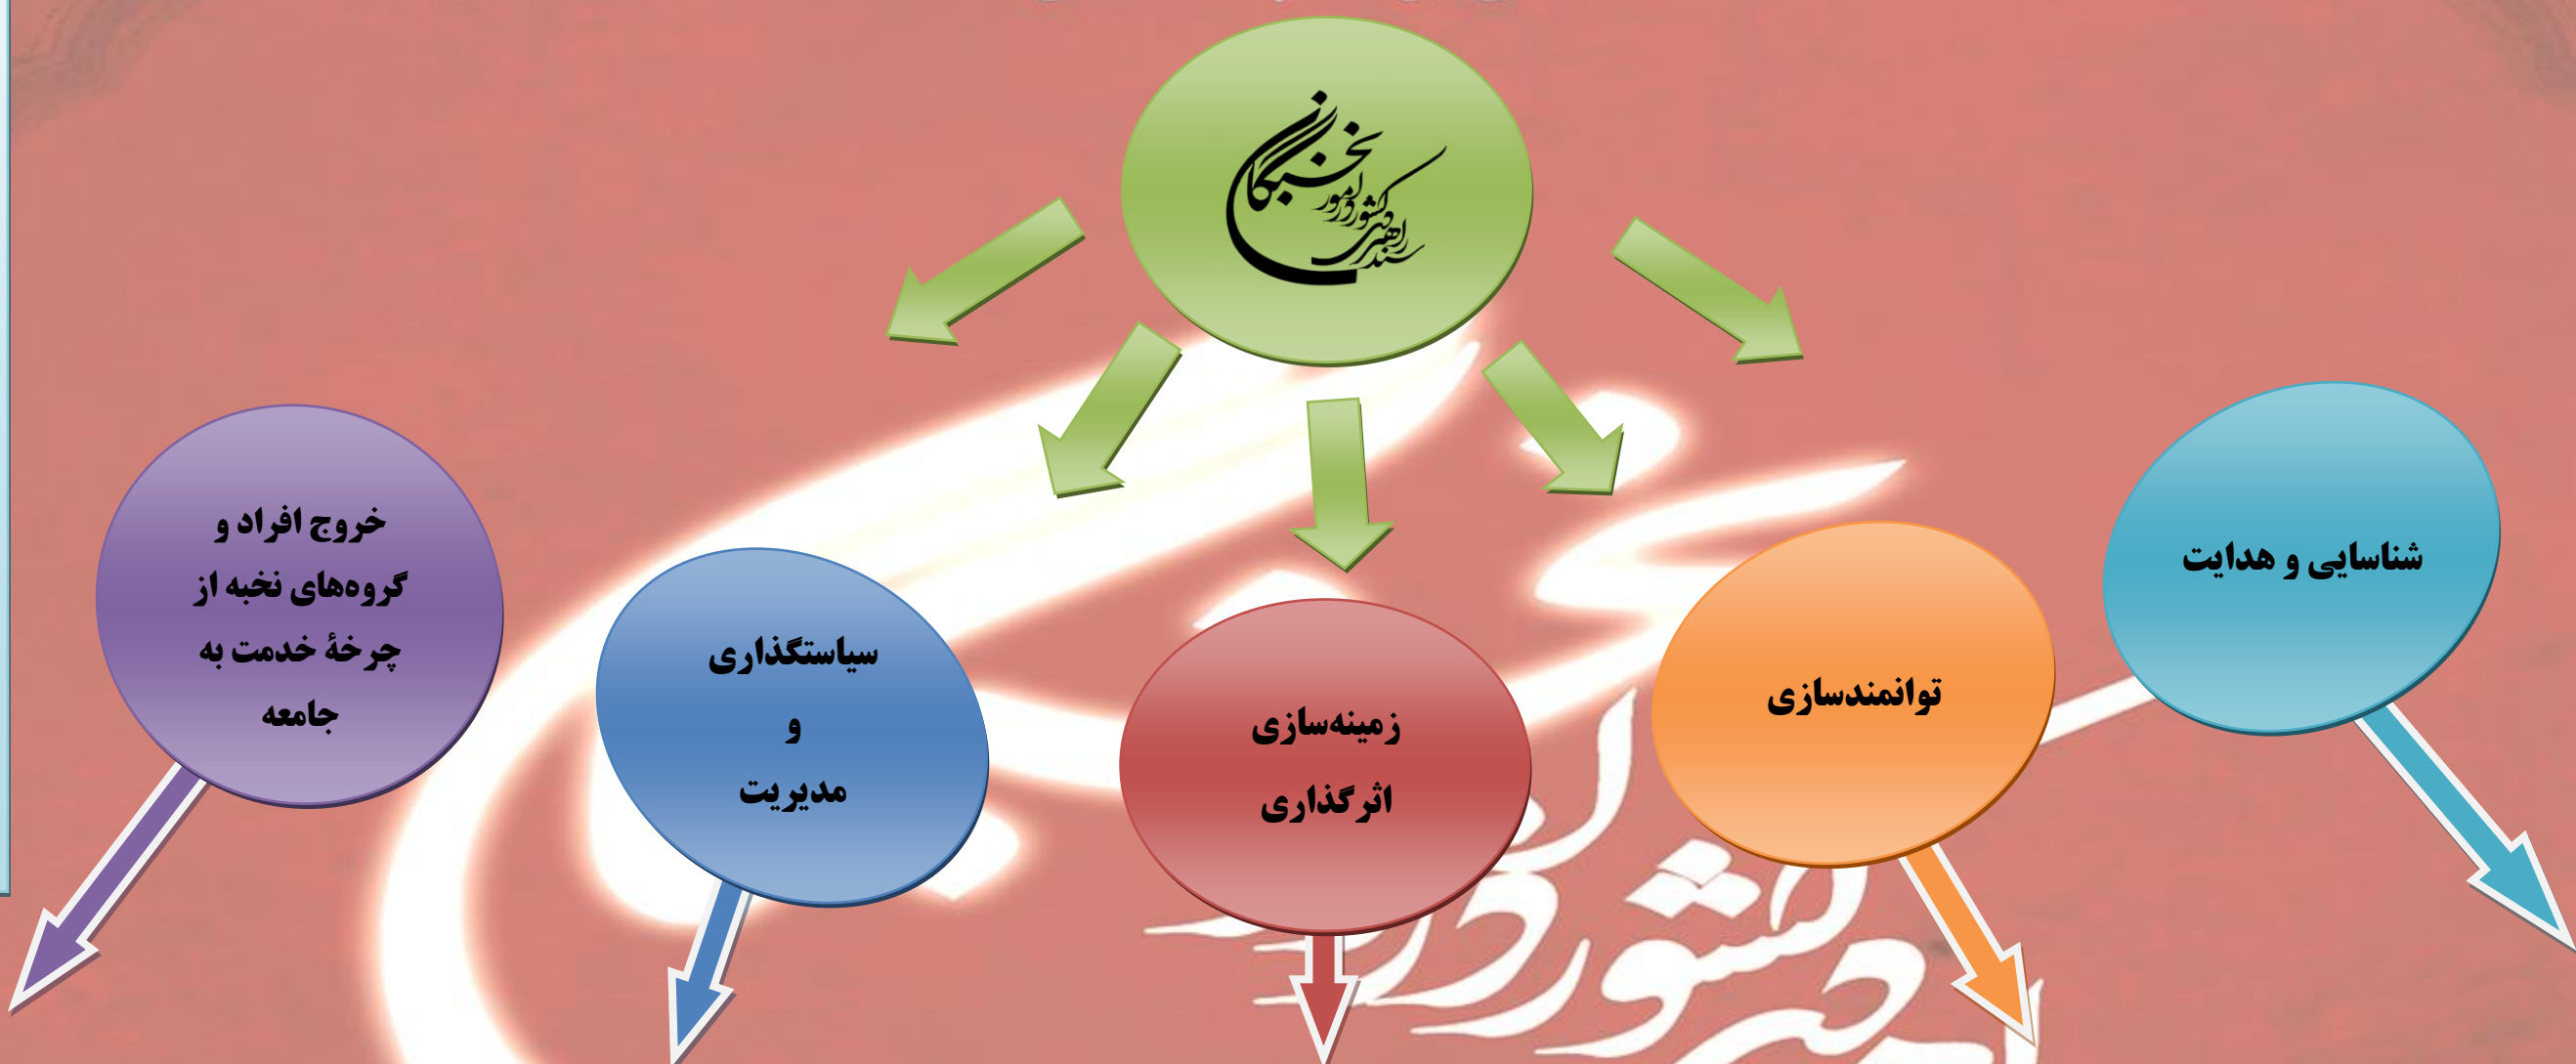 سند راهبردی کشور در امور نخبگان
شناسایی و هدایت
توانمندسازی
زمینه‌سازی
اثرگذاری
سیاستگذاری
و
مدیریت
خروج افراد و
گروه‌های نخبه از
چرخهٔ خدمت به
جامعه